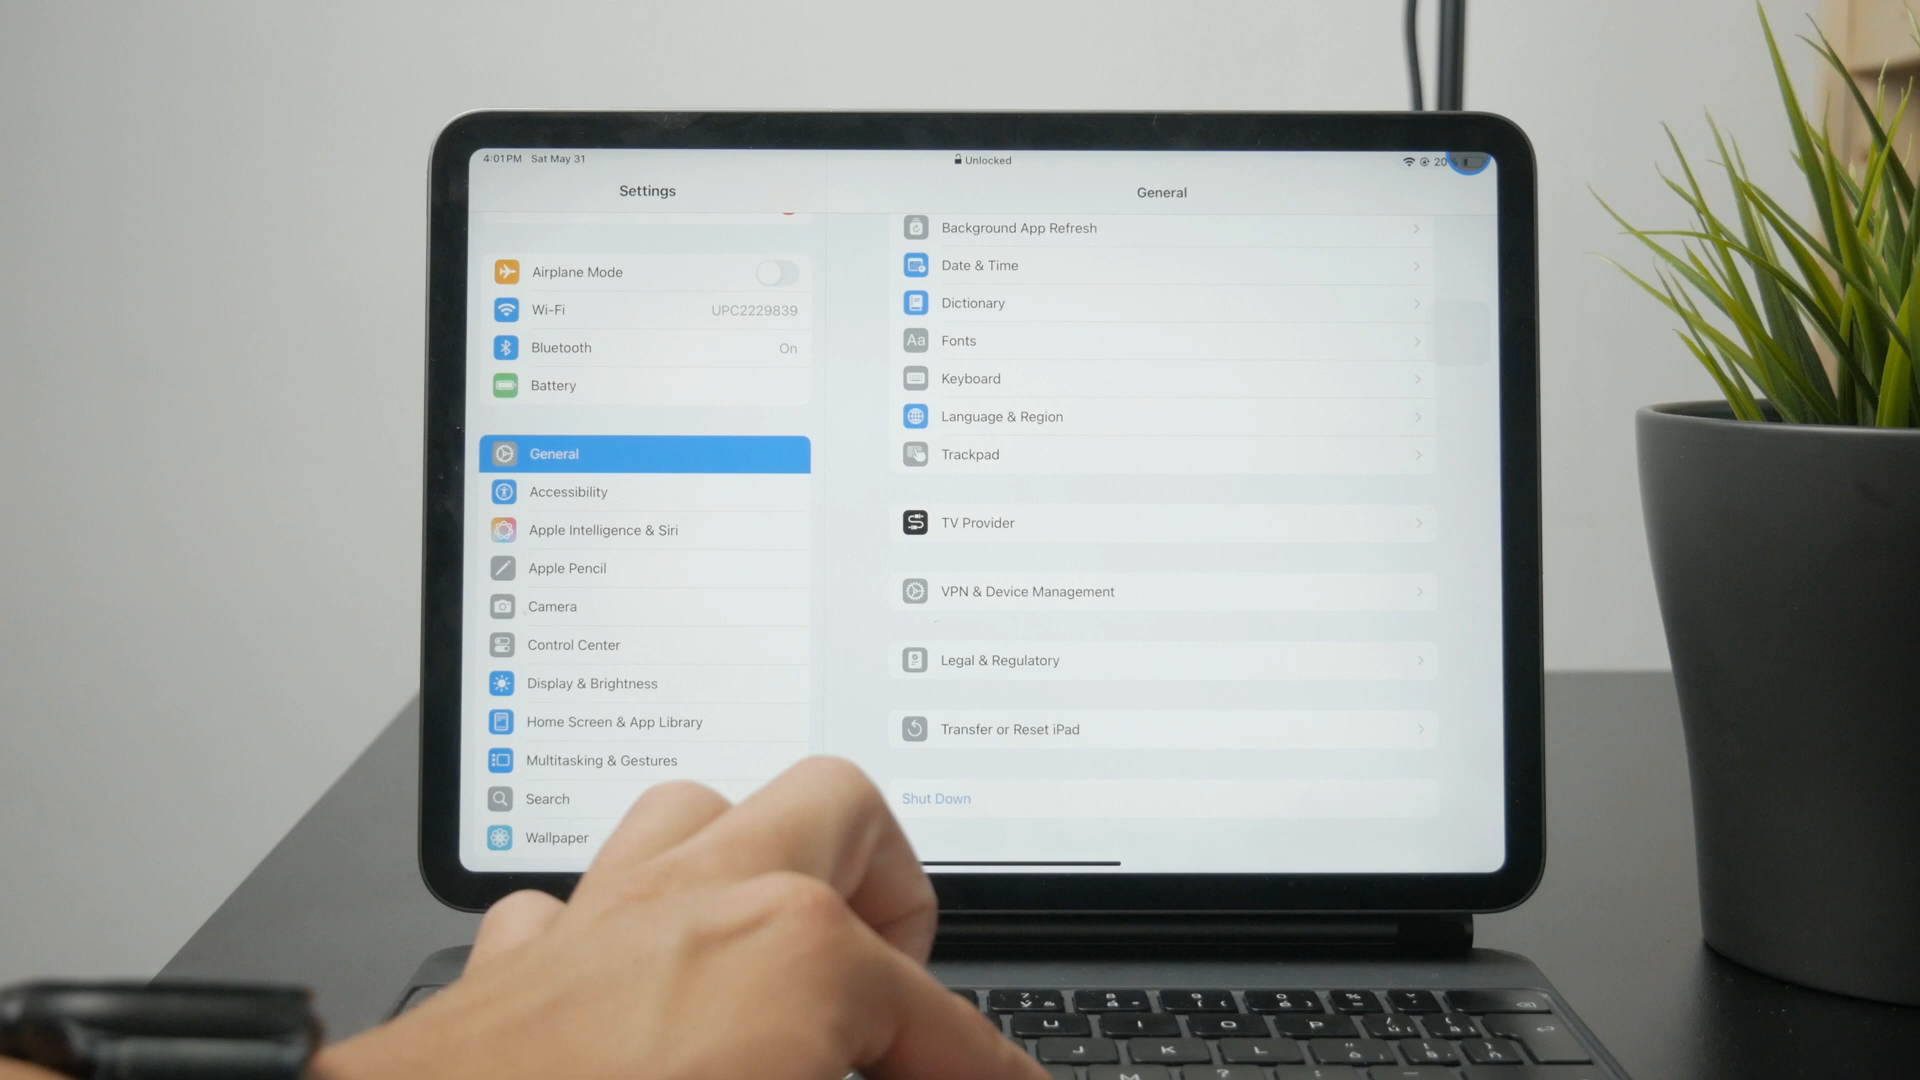 4:01 PM Sat May 31
Unlocked
20
Settings
General
Airplane Mode
Wi-Fi UPC2229839
Bluetooth On
Battery
General
Accessibility
Apple Intelligence & Siri
Apple Pencil
Camera
Control Center
Display & Brightness
Home Screen & App Library
Multitasking & Gestures
Search
Wallpaper
Background App Refresh
Date & Time
Dictionary
Aa Fonts
Keyboard
Language & Region
Trackpad
TV Provider
VPN & Device Management
Legal & Regulatory
Transfer or Reset iPad
Shut Down
U I O P
J K L
M ?